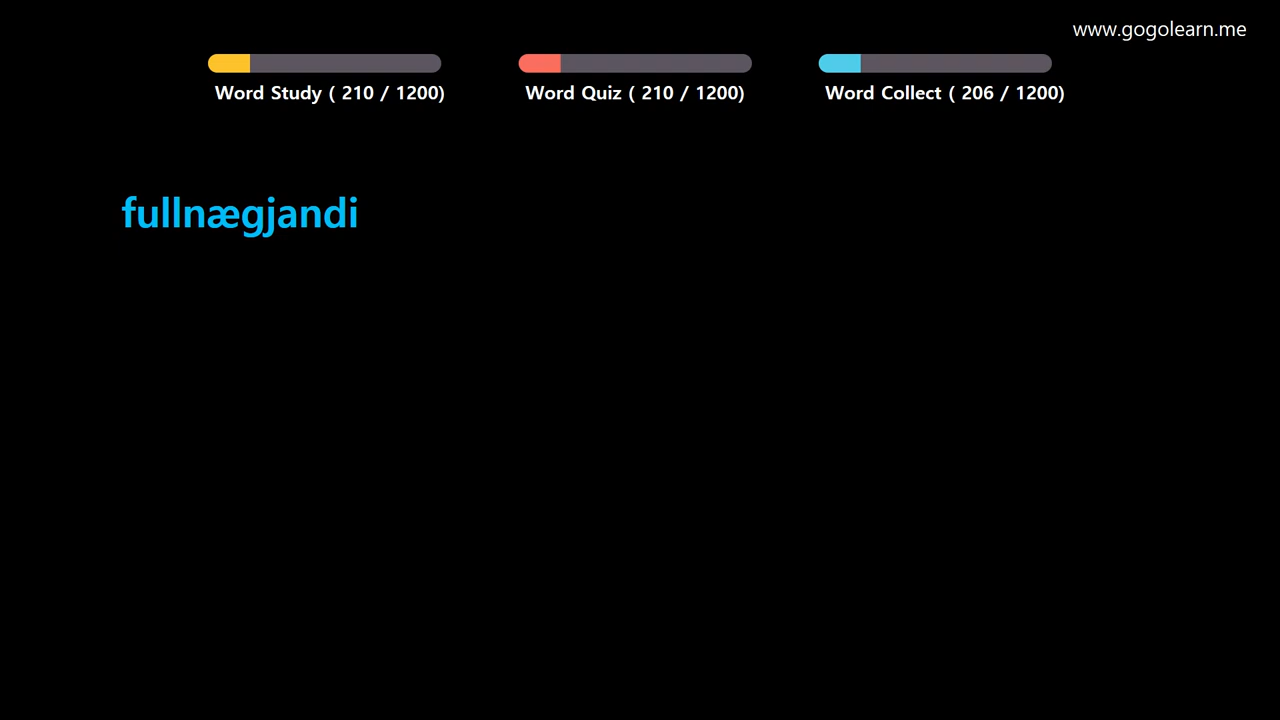 www.gogolearn.me
Word Study ( 210 / 1200)
Word Quiz ( 210 / 1200)
Word Collect ( 206 / 1200)
fullnægjandi